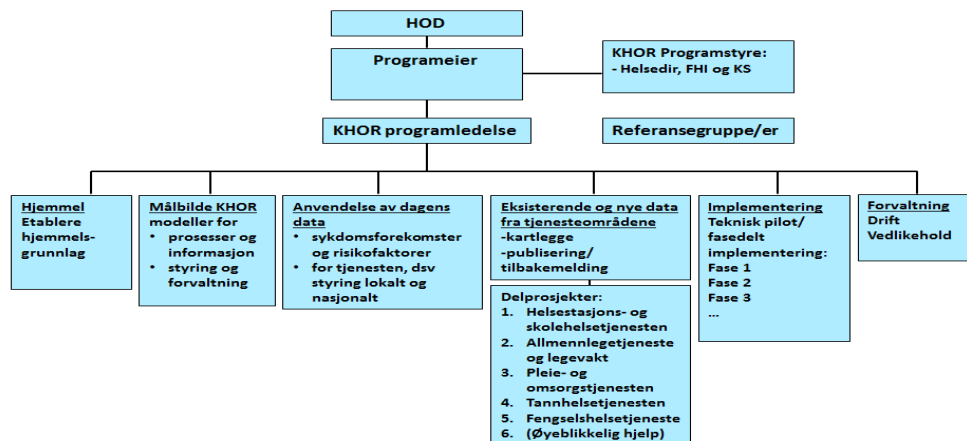 HOD
Programeier
KHOR Programstyre:
- Helsedir, FHI og KS
KHOR programledelse
Referansegruppe/er
Hjemmel
Etablere
hjemmels-
grunnlag
Målbilde KHOR
modeller for
• prosesser og
informasjon
• styring og
forvaltning
Anvendelse av dagens
data
• sykdomsforekomster
og risikofaktorer
• for tjenesten, dsv
styring lokalt og
nasjonalt
Eksisterende og nye data
fra tjenesteområdene
-kartlegge
-publisering/
tilbakemelding
Delprosjekter:
1. Helsestasjons- og
skolehelsetjenesten
2. Allmennlegetjeneste
og legevakt
3. Pleie- og
omsorgstjenesten
4. Tannhelsetjenesten
5. Fengselshelsetjeneste
6. (Øyeblikkelig hjelp)
Implementering
Teknisk pilot/
fasedelt
implementering:
Fase 1
Fase 2
Fase 3
...
Forvaltning
Drift
Vedlikehold